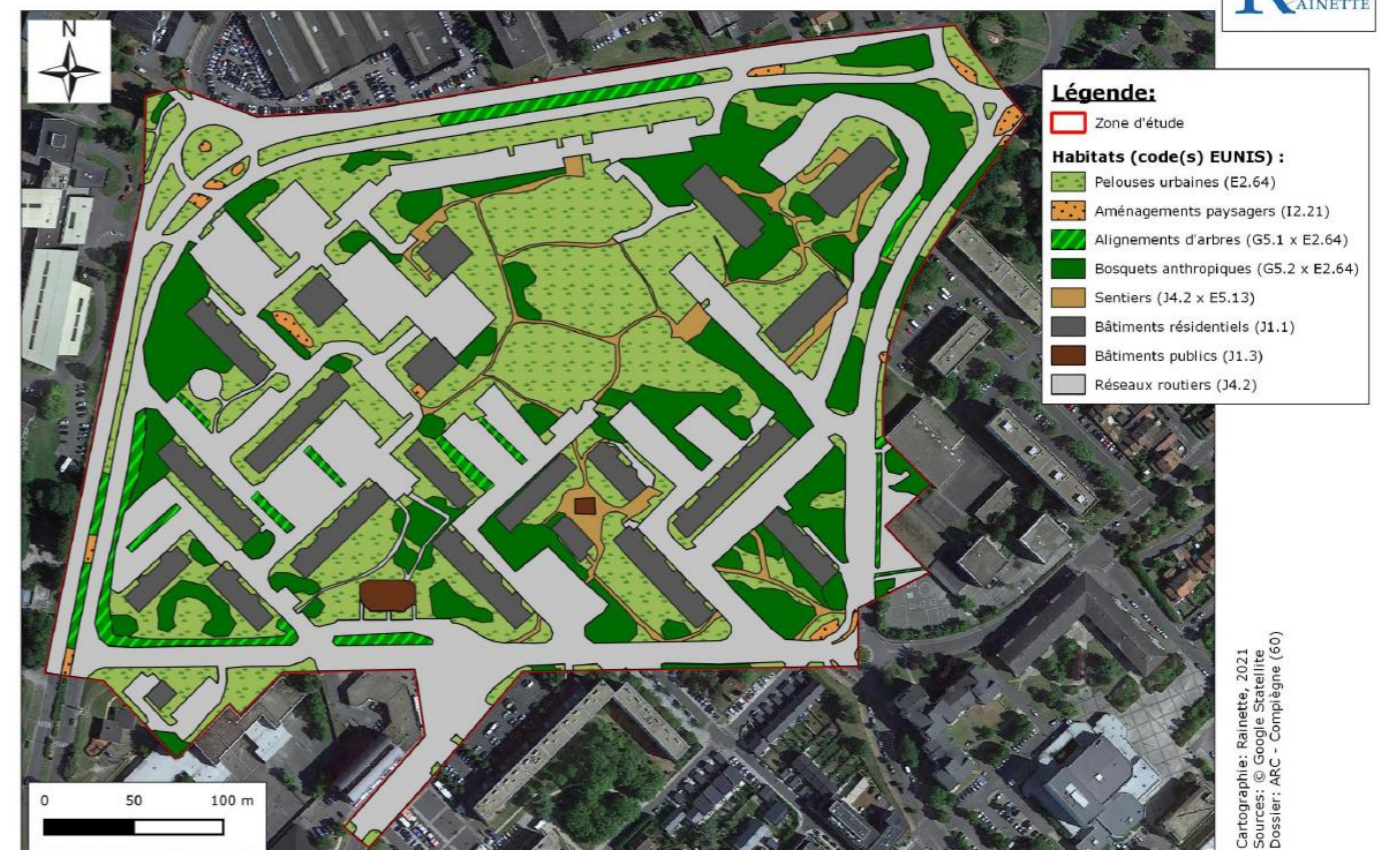 AINETTE
N
Légende:
Zone d'étude
Habitats (code(s) EUNIS) :
Pelouses urbaines (E2.64)
Aménagements paysagers (I2.21)
Alignements d'arbres (G5.1 x E2.64)
Bosquets anthropiques (G5.2 x E2.64)
Sentiers (J4.2 x E5.13)
Bâtiments résidentiels (J1.1)
Bâtiments publics (J1.3)
Réseaux routiers (J4.2)
0 50 100 m
Cartographie: Rainette, 2021
Sources: © Google Statellite
Dossier: ARC - Compiègne (60)